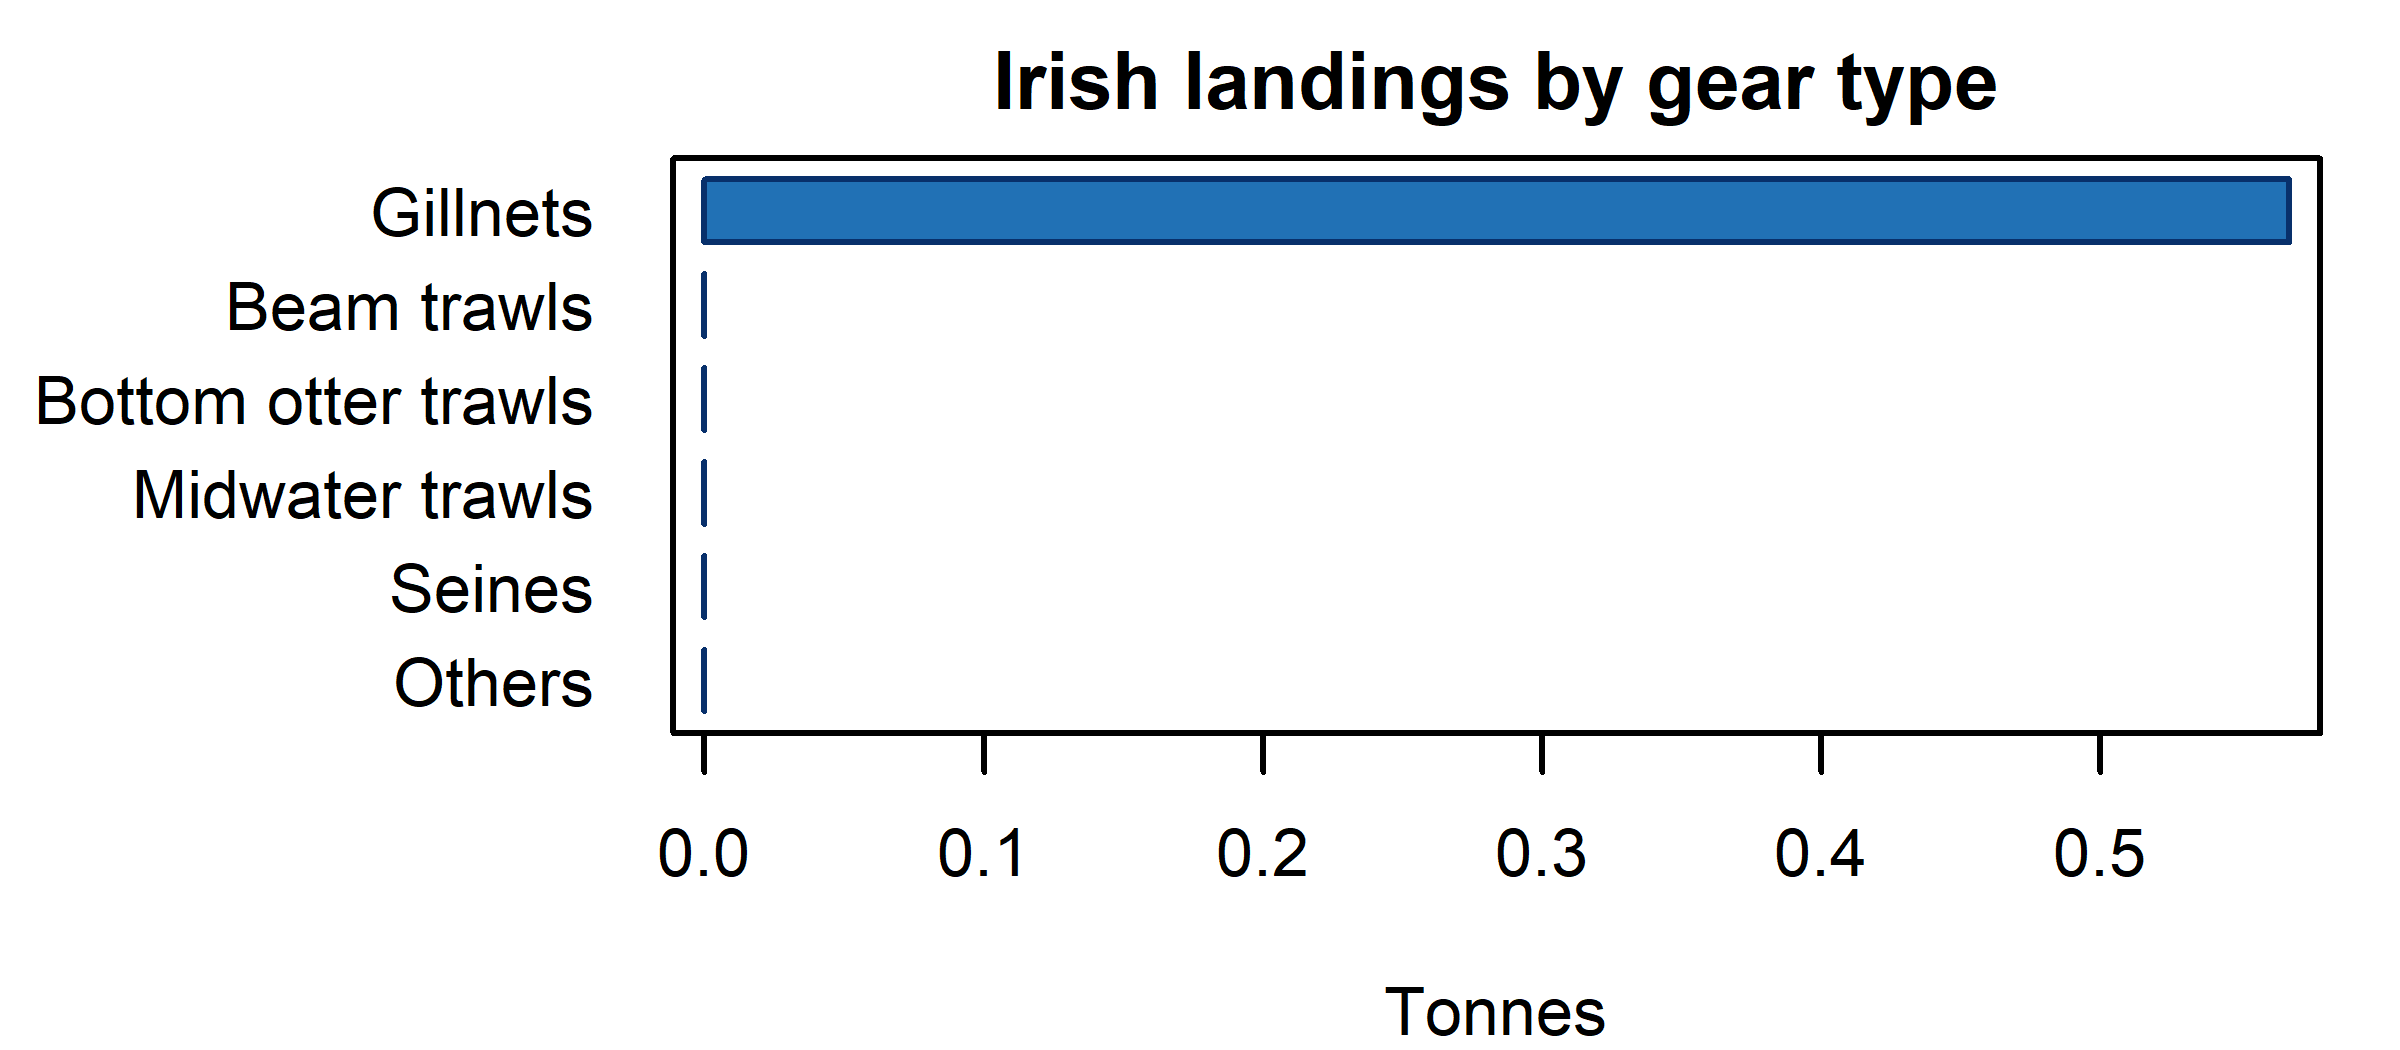 Irish landings by gear type
Gillnets
Beam trawls
Bottom otter trawls
Midwater trawls
Seines
Others
0.0 0.1 0.2 0.3 0.4 0.5
Tonnes